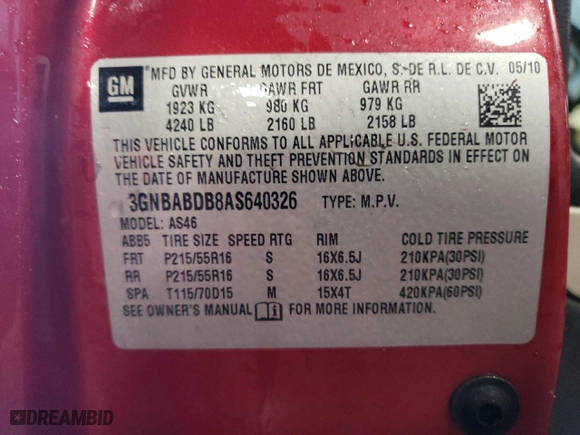 GM
MFD BY GENERAL MOTORS DE MEXICO, S. DE R.L. DE C.V. 05/10
GVWR GAWR FRT GAWR RR
1923 KG 980 KG 979 KG
4240 LB 2160 LB 2158 LB
THIS VEHICLE CONFORMS TO ALL APPLICABLE U.S. FEDERAL MOTOR
VEHICLE SAFETY AND THEFT PREVENTION STANDARDS IN EFFECT ON
THE DATE OF MANUFACTURE SHOWN ABOVE.
3GNBABDB8AS640326 TYPE: M.P.V.
MODEL: AS46
ABB5 TIRE SIZE SPEED RTG RIM COLD TIRE PRESSURE
FRT P215/55R16 S 16X6.5J 210KPA(30PSI)
RR P215/55R16 S 16X6.5J 210KPA(30PSI)
SPA T115/70D15 M 15X4T 420KPA(60PSI)
SEE OWNER'S MANUAL FOR MORE INFORMATION.
DREAMBID